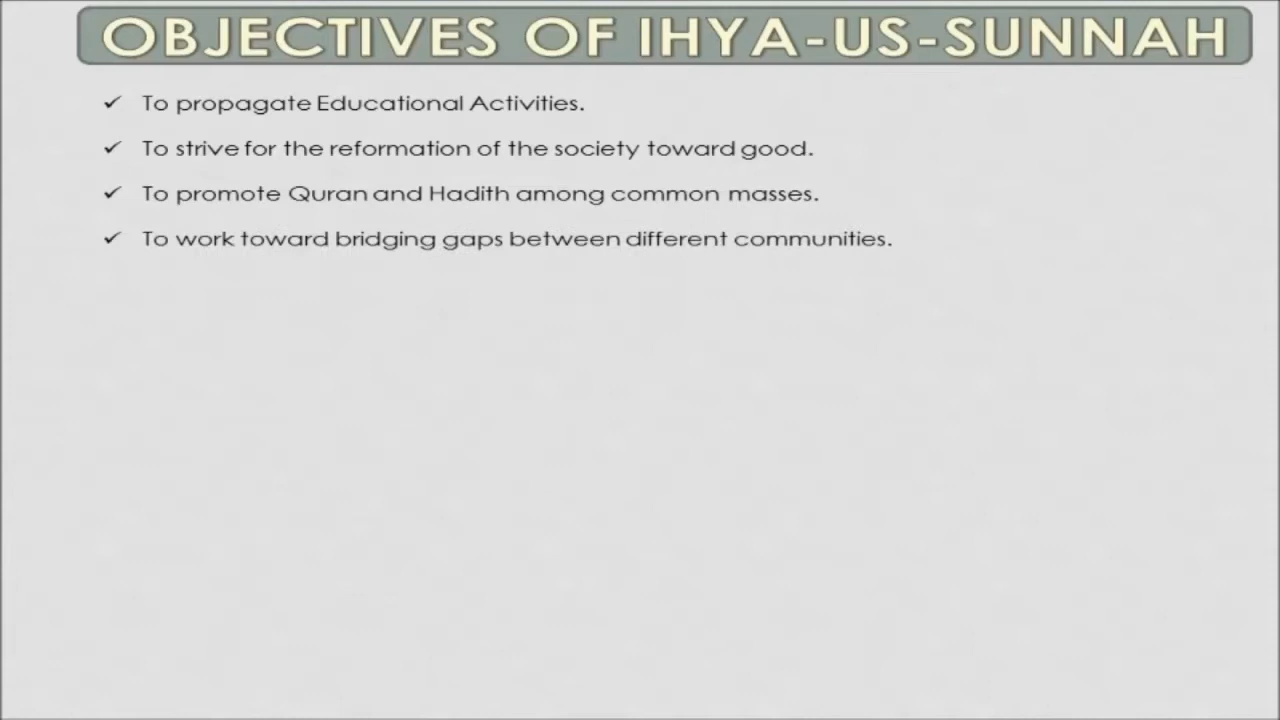 OBJECTIVES OF IHYA-US-SUNNAH
✓ To propagate Educational Activities.
✓ To strive for the reformation of the society toward good.
✓ To promote Quran and Hadith among common masses.
✓ To work toward bridging gaps between different communities.